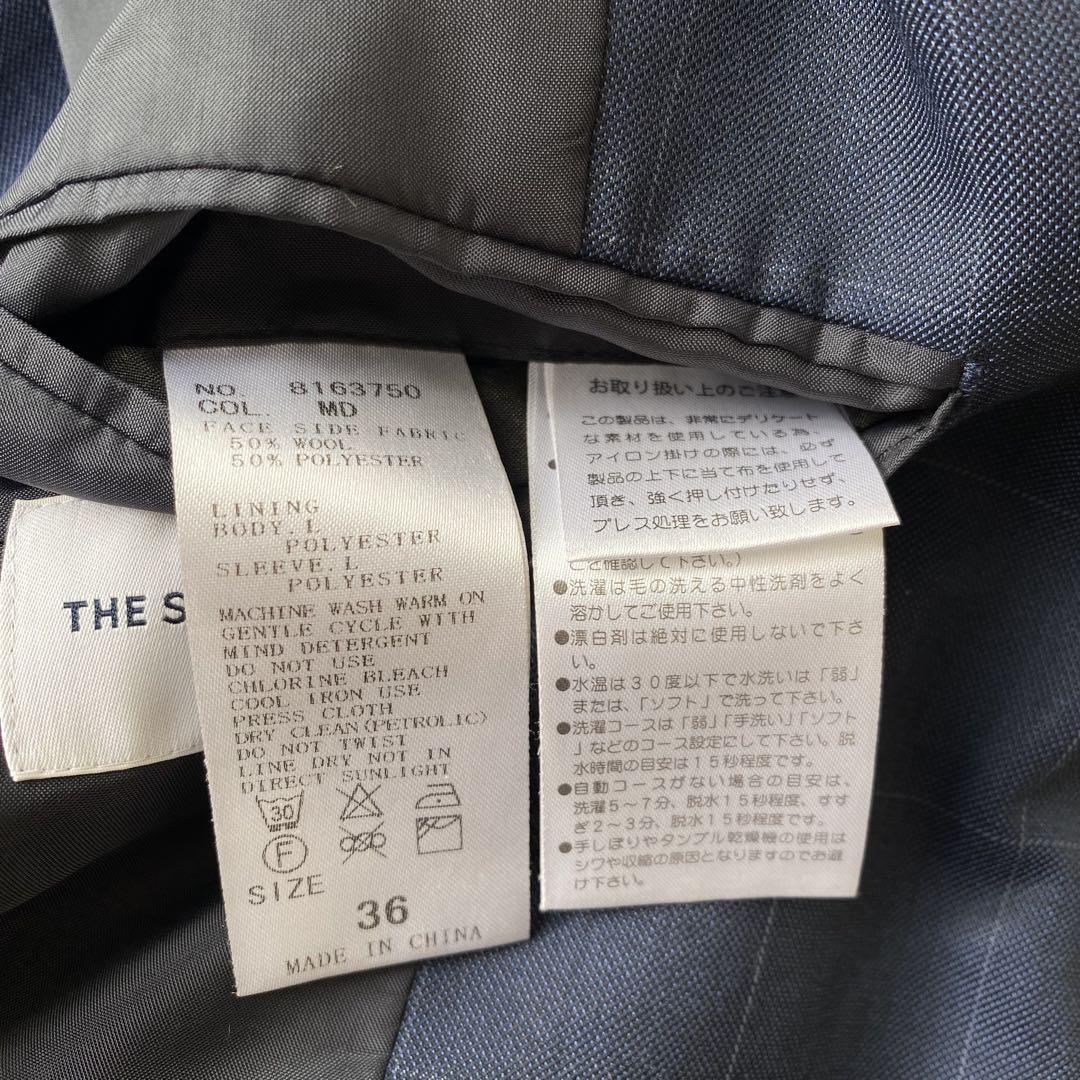 NO. 8163750
COL. MD
FACE SIDE FABRIC
50% WOOL
50% POLYESTER
LINING
BODY.L
POLYESTER
SLEEVE.L
POLYESTER
MACHINE WASH WARM ON
GENTLE CYCLE WITH
MIND DETERGENT
DO NOT USE
CHLORINE BLEACH
COOL IRON USE
PRESS CLOTH
DRY CLEAN(PETROLIC)
DO NOT TWIST
LINE DRY NOT IN
DIRECT SUNLIGHT
30
F
SIZE
36
MADE IN CHINA
THE S
お取り扱い上のご注意
この製品は、非常にデリケート
な素材を使用している為、
アイロン掛けの際には、必ず
製品の上下に当て布を使用して
頂き、強く押し付けたりせず、
プレス処理をお願い致します。
ごと確認して下さい。)
●洗濯は毛の洗える中性洗剤をよく
溶かしてご使用下さい。
●漂白剤は絶対に使用しないで下さ
い。
●水温は30度以下で水洗いは「弱」
または、「ソフト」で洗って下さい。
●洗濯コースは「弱」「手洗い」「ソフト
」などのコース設定にして下さい。脱
水時間の目安は15秒程度です。
●自動コースがない場合の目安は、
洗濯5～7分、脱水15秒程度、すす
ぎ2～3分、脱水15秒程度です。
●手しぼりやタンブル乾燥機の使用は
シワや収縮の原因となりますのでお避
け下さい。